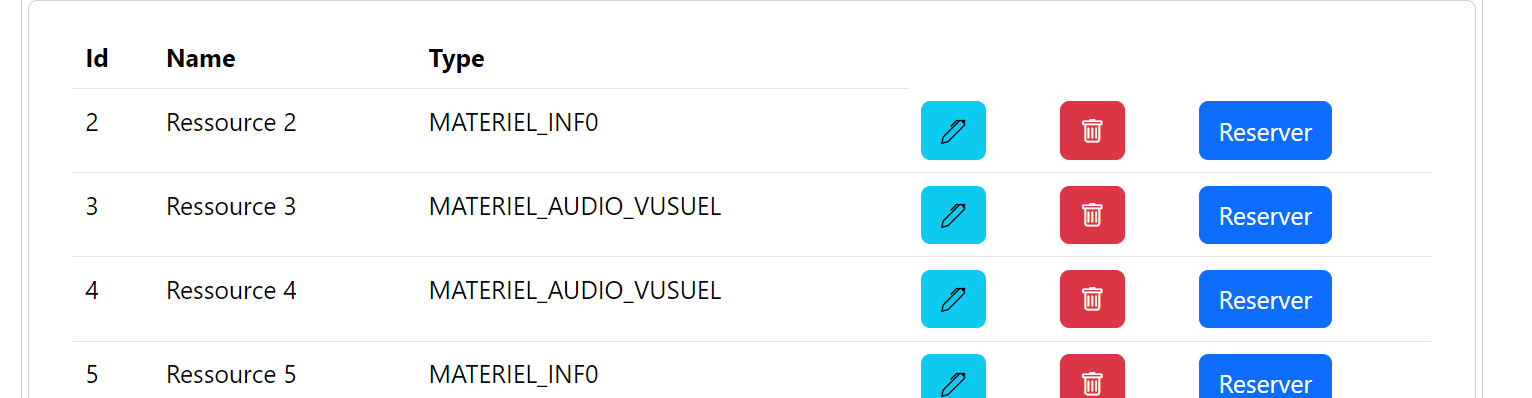 Id Name Type
2 Ressource 2 MATERIEL_INF0 Reserver
3 Ressource 3 MATERIEL_AUDIO_VUSUEL Reserver
4 Ressource 4 MATERIEL_AUDIO_VUSUEL Reserver
5 Ressource 5 MATERIEL_INF0 Reserver